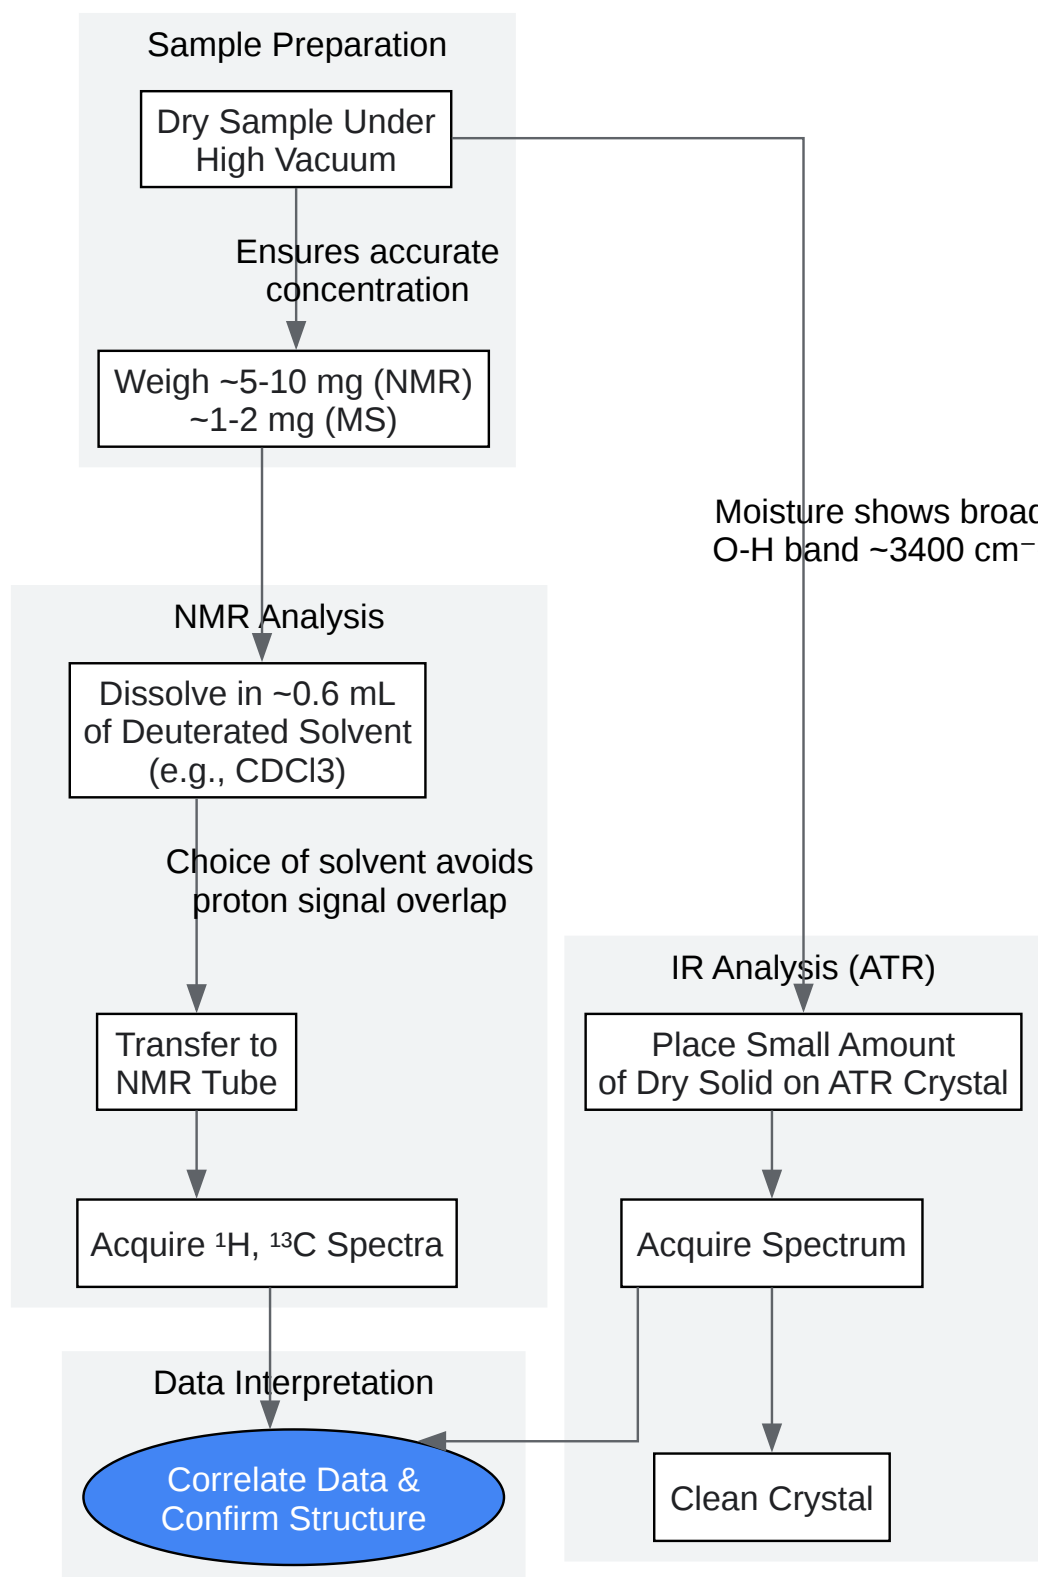 Sample Preparation
Dry Sample Under
High Vacuum
Ensures accurate
concentration
Weigh ~5-10 mg (NMR)
~1-2 mg (MS)
Moisture shows broad
O-H band ~3400 cm⁻
NMR Analysis
Dissolve in ~0.6 mL
of Deuterated Solvent
(e.g., CDCl3)
Choice of solvent avoids
proton signal overlap
Transfer to
NMR Tube
Acquire ¹H, ¹³C Spectra
IR Analysis (ATR)
Place Small Amount
of Dry Solid on ATR Crystal
Acquire Spectrum
Clean Crystal
Data Interpretation
Correlate Data &
Confirm Structure